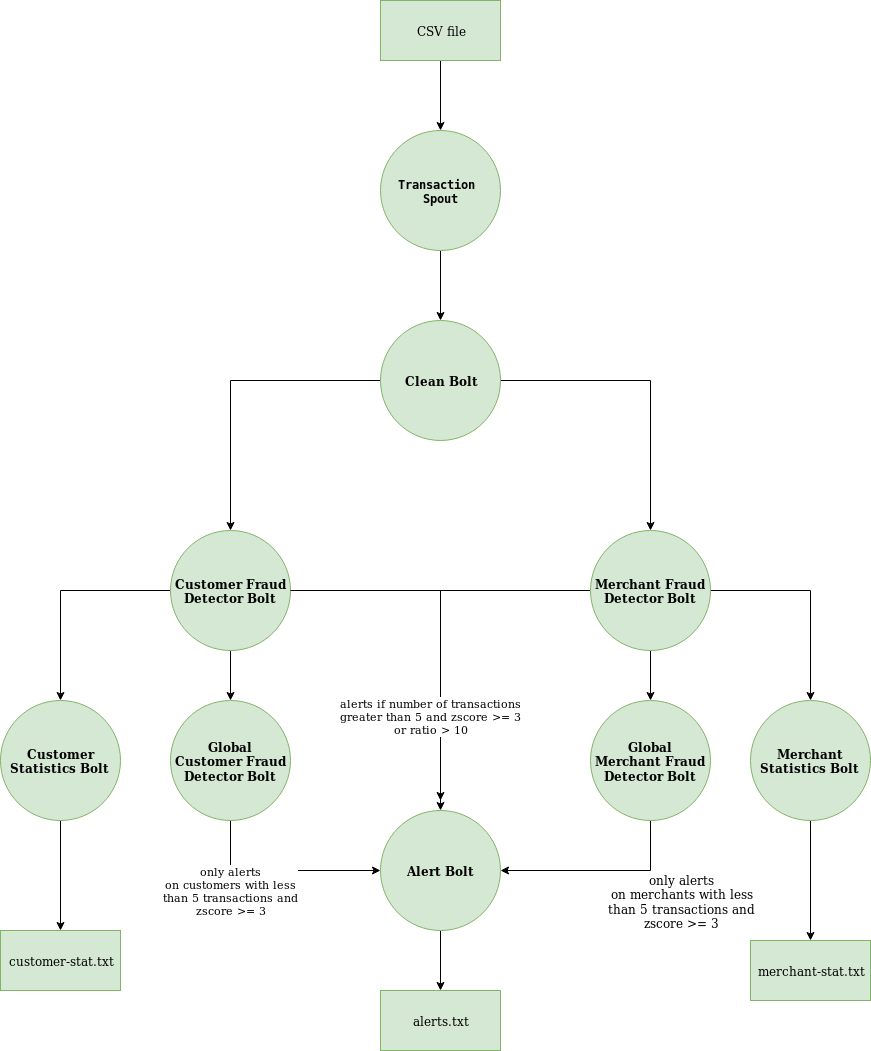 CSV file
Transaction
Spout
Clean Bolt
Customer Fraud
Detector Bolt
Merchant Fraud
Detector Bolt
alerts if number of transactions
greater than 5 and zscore >= 3
or ratio > 10
Customer
Statistics Bolt
Global
Customer Fraud
Detector Bolt
Global
Merchant Fraud
Detector Bolt
Merchant
Statistics Bolt
only alerts
on customers with less
than 5 transactions and
zscore >= 3
Alert Bolt
only alerts
on merchants with less
than 5 transactions and
zscore >= 3
customer-stat.txt
merchant-stat.txt
alerts.txt